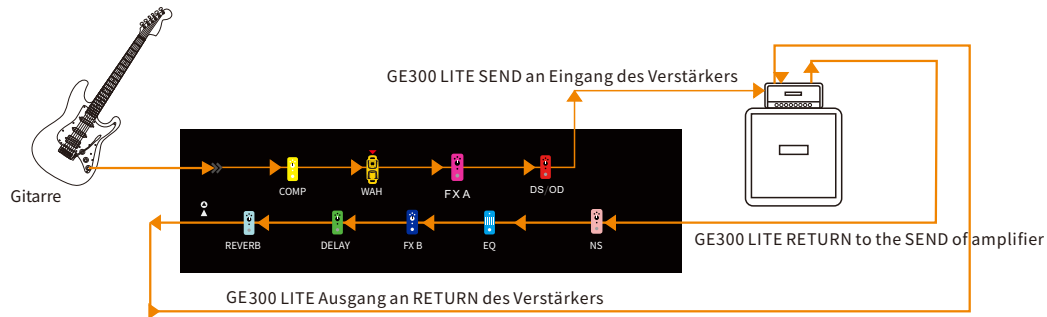 GE300 LITE SEND an Eingang des Verstärkers
COMP
WAH
FX A
DS/OD
Gitarre
REVERB
DELAY
FX B
EQ
NS
GE300 LITE RETURN to the SEND of amplifier
GE300 LITE Ausgang an RETURN des Verstärkers